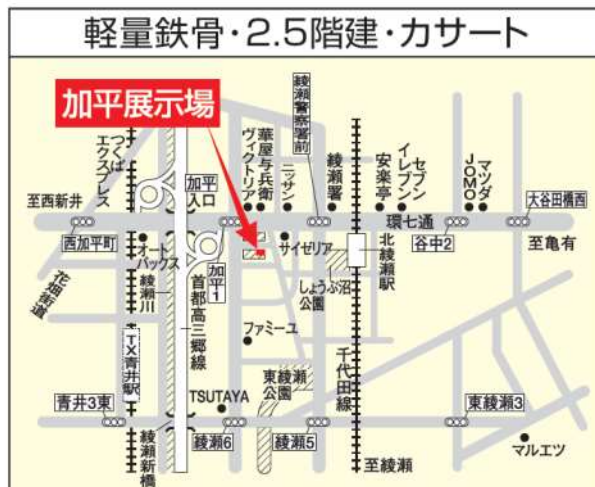 軽量鉄骨・2.5階建・カサート
加平展示場
つくば
エクスプレス
加平
入口
ヴィクトリア
華屋与兵衛
ニッサン
綾瀬警察署前
綾瀬署
安楽亭
セブン
イレブン
JOMO
マツダ
大谷田橋西
至西新井
環七通
西加平町
オート
バックス
加平1
サイゼリア
北綾瀬駅
谷中2
至亀有
花畑街道
綾瀬川
首都高三郷線
しょうぶ沼
公園
ファミーユ
TX青井駅
東綾瀬
公園
千代田線
TSUTAYA
青井3東
綾瀬6
綾瀬5
東綾瀬3
綾瀬新橋
至綾瀬
マルエツ